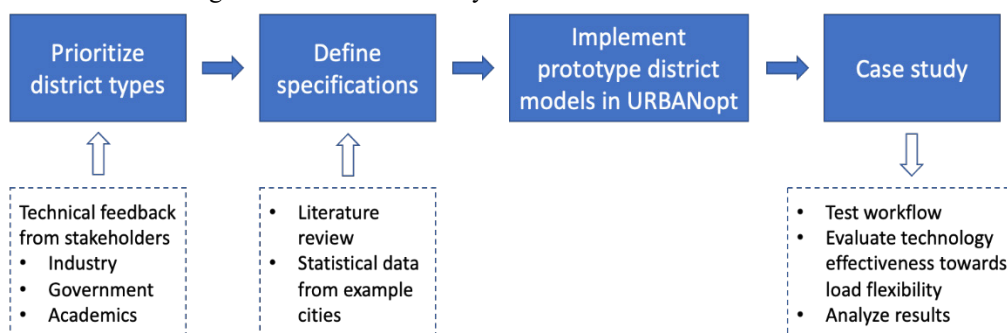 Prioritize
district types
Define
specifications
Implement
prototype district
models in URBANopt
Case study
Technical feedback
from stakeholders
• Industry
• Government
• Academics
• Literature
review
• Statistical data
from example
cities
• Test workflow
• Evaluate technology
effectiveness towards
load flexibility
• Analyze results